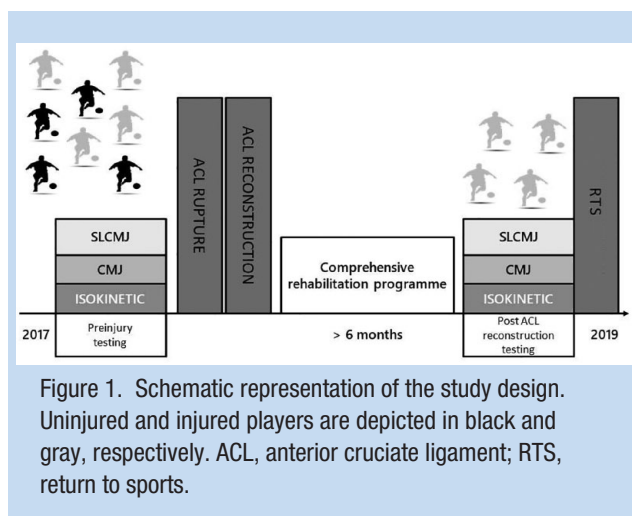 ACL RUPTURE
ACL RECONSTRUCTION
RTS
SLCMJ
CMJ
ISOKINETIC
Preinjury
testing
Comprehensive
rehabilitation programme
SLCMJ
CMJ
ISOKINETIC
Post ACL
reconstruction
testing
2017
> 6 months
2019
Figure 1. Schematic representation of the study design.
Uninjured and injured players are depicted in black and
gray, respectively. ACL, anterior cruciate ligament; RTS,
return to sports.